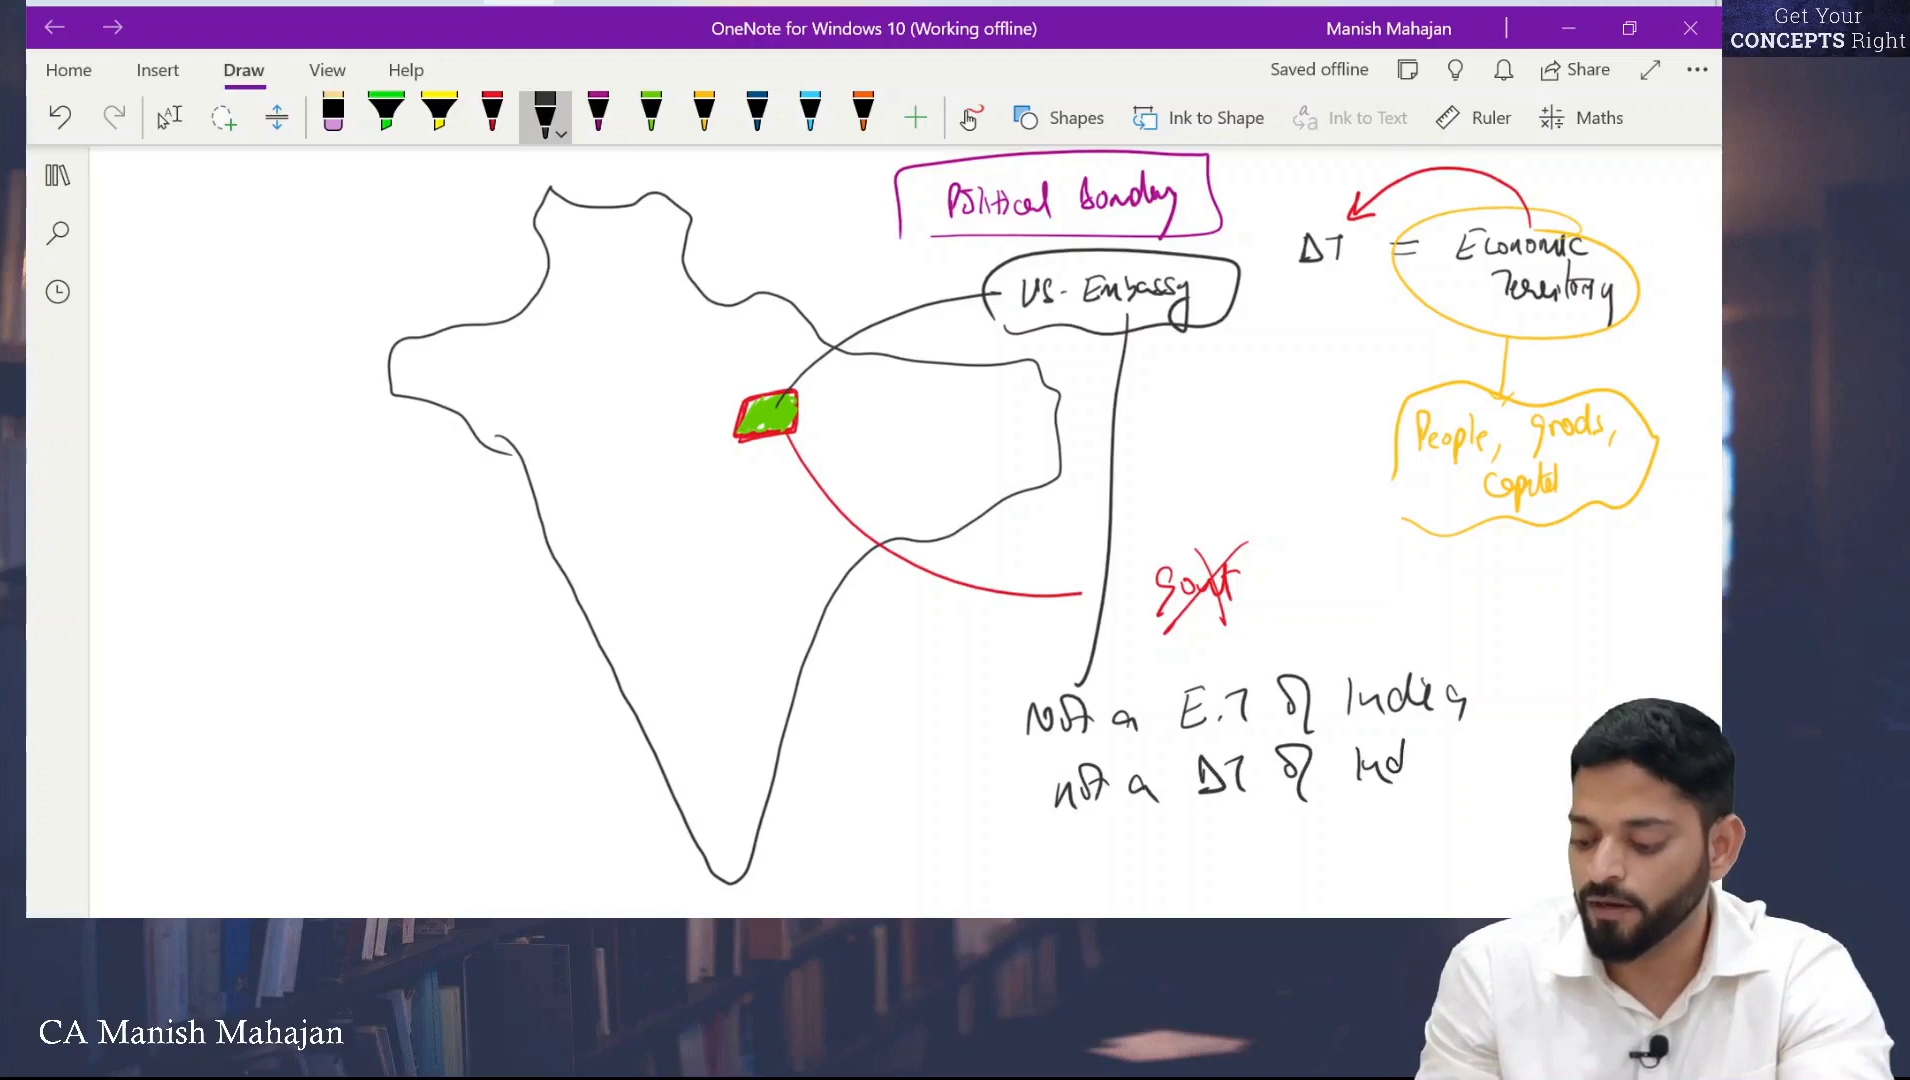 Get Your
CONCEPTS Right
OneNote for Windows 10 (Working offline)
Manish Mahajan
Home
Insert
Draw
View
Help
Saved offline
Share
Shapes
Ink to Shape
Ink to Text
Ruler
Maths
Political Bondary
US-Embassy
DT = Economic
Territory
People, goods,
Capital
Govt
Not a E.T of India
not a DT of Ind
CA Manish Mahajan